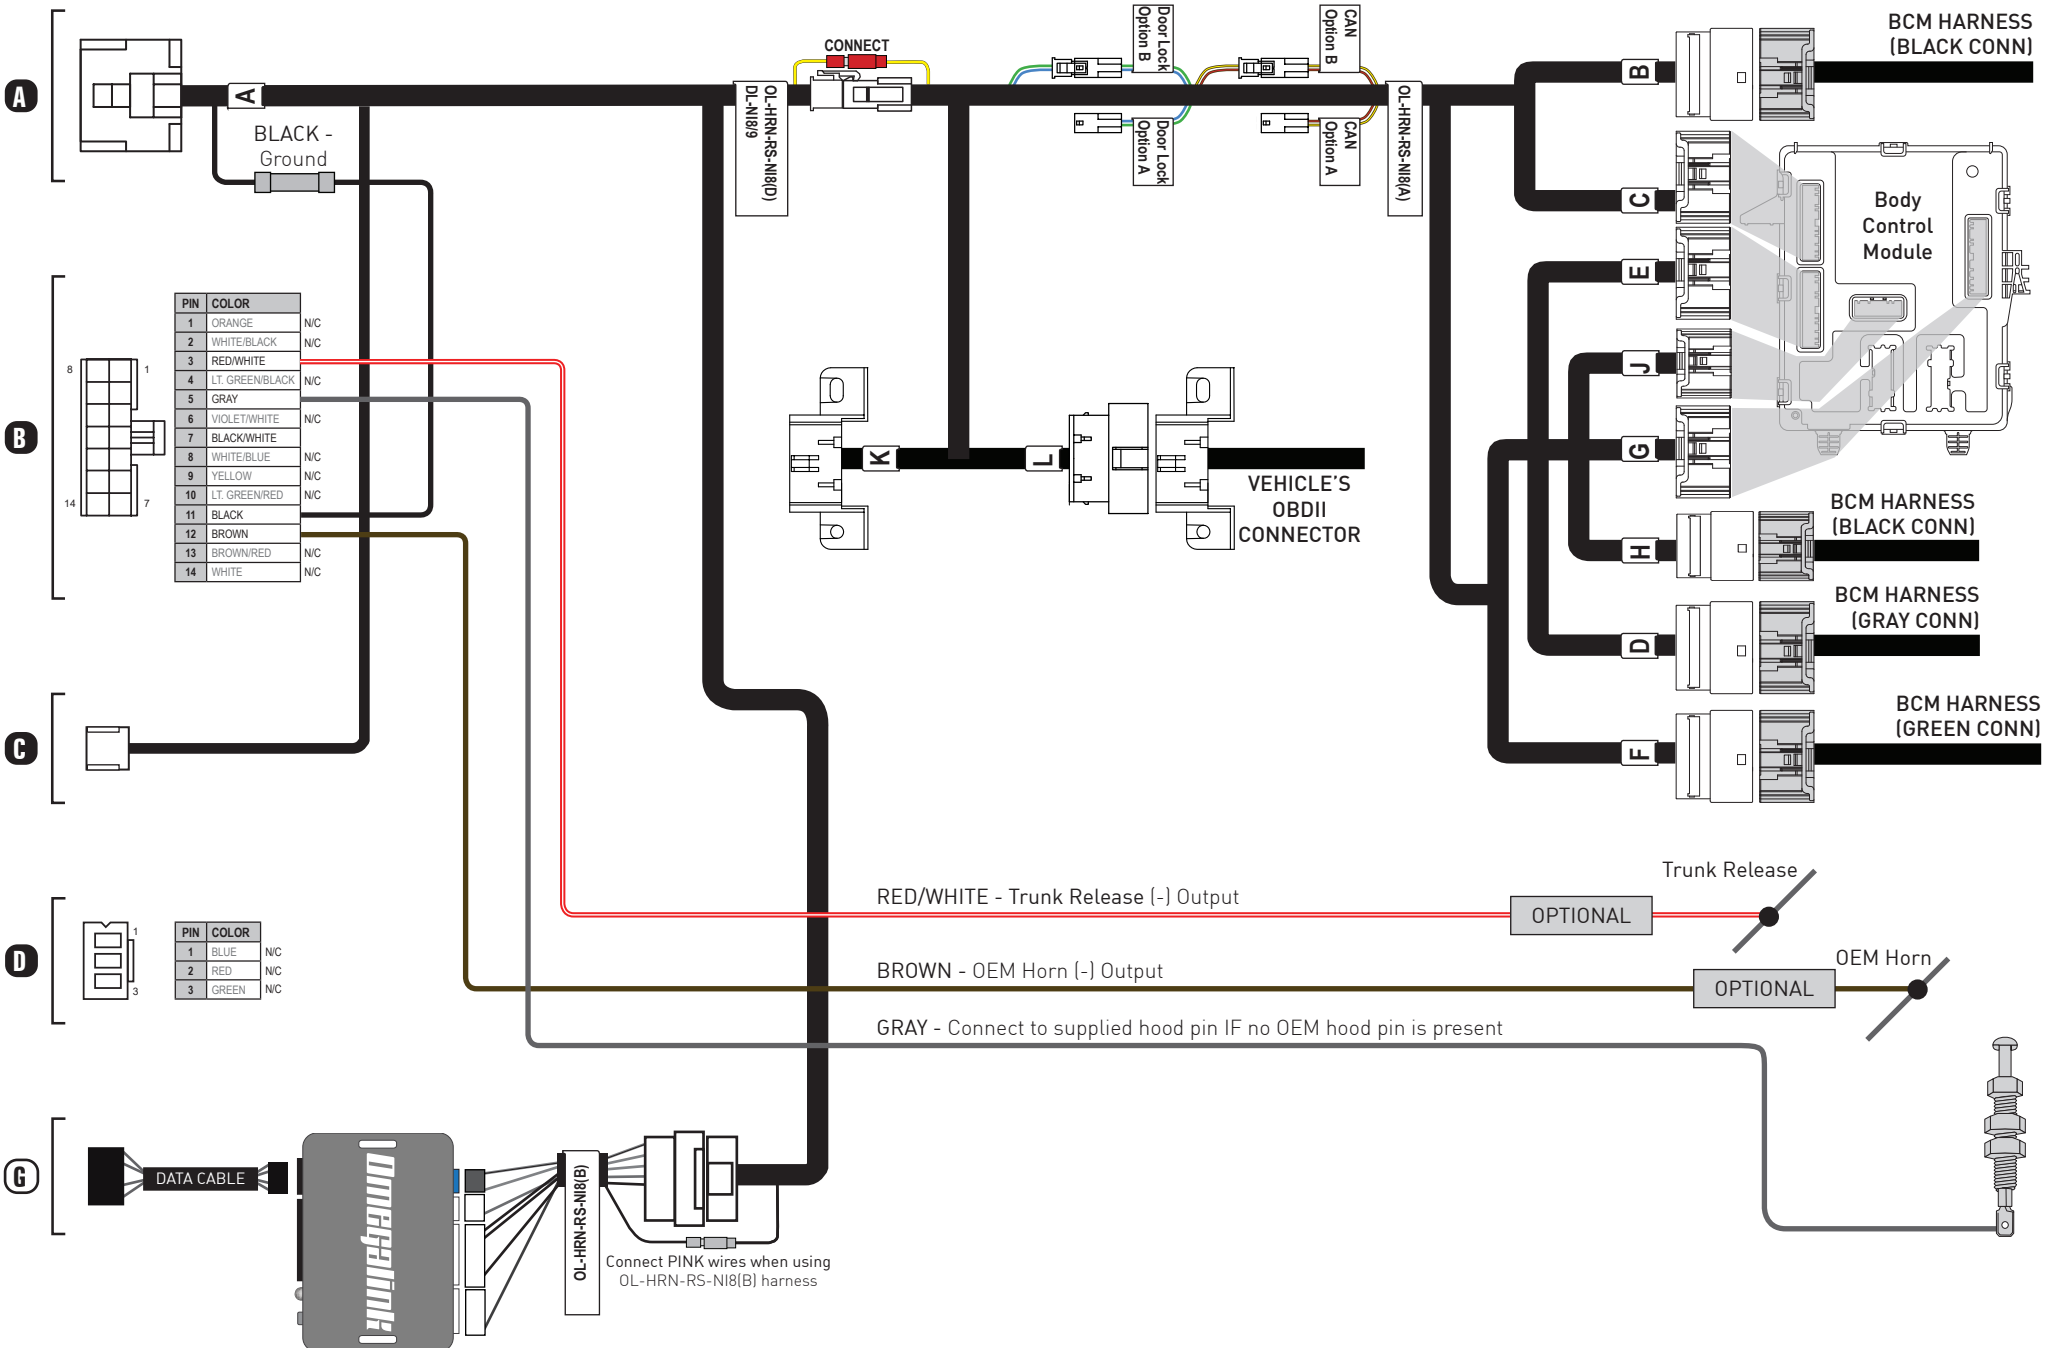 A
A
BLACK -
Ground
CONNECT
OL-HRN-RS-NI8(D)
DL-NI8/9
Door Lock
Option B
Door Lock
Option A
CAN
Option B
CAN
Option A
OL-HRN-RS-NI8(A)
BCM HARNESS
(BLACK CONN)
B
C
E
J
G
H
D
F
Body
Control
Module
BCM HARNESS
(BLACK CONN)
BCM HARNESS
(GRAY CONN)
BCM HARNESS
(GREEN CONN)
K
L
VEHICLE'S
OBDII
CONNECTOR
B
8 1
14 7
PIN COLOR
1 ORANGE N/C
2 WHITE/BLACK N/C
3 RED/WHITE
4 LT. GREEN/BLACK N/C
5 GRAY
6 VIOLET/WHITE N/C
7 BLACK/WHITE
8 WHITE/BLUE N/C
9 YELLOW N/C
10 LT. GREEN/RED N/C
11 BLACK
12 BROWN
13 BROWN/RED N/C
14 WHITE N/C
C
D
1
3
PIN COLOR
1 BLUE N/C
2 RED N/C
3 GREEN N/C
RED/WHITE - Trunk Release (-) Output
OPTIONAL
Trunk Release
BROWN - OEM Horn (-) Output
OPTIONAL
OEM Horn
GRAY - Connect to supplied hood pin IF no OEM hood pin is present
G
DATA CABLE
Omegalink
OL-HRN-RS-NI8(B)
Connect PINK wires when using
OL-HRN-RS-NI8(B) harness